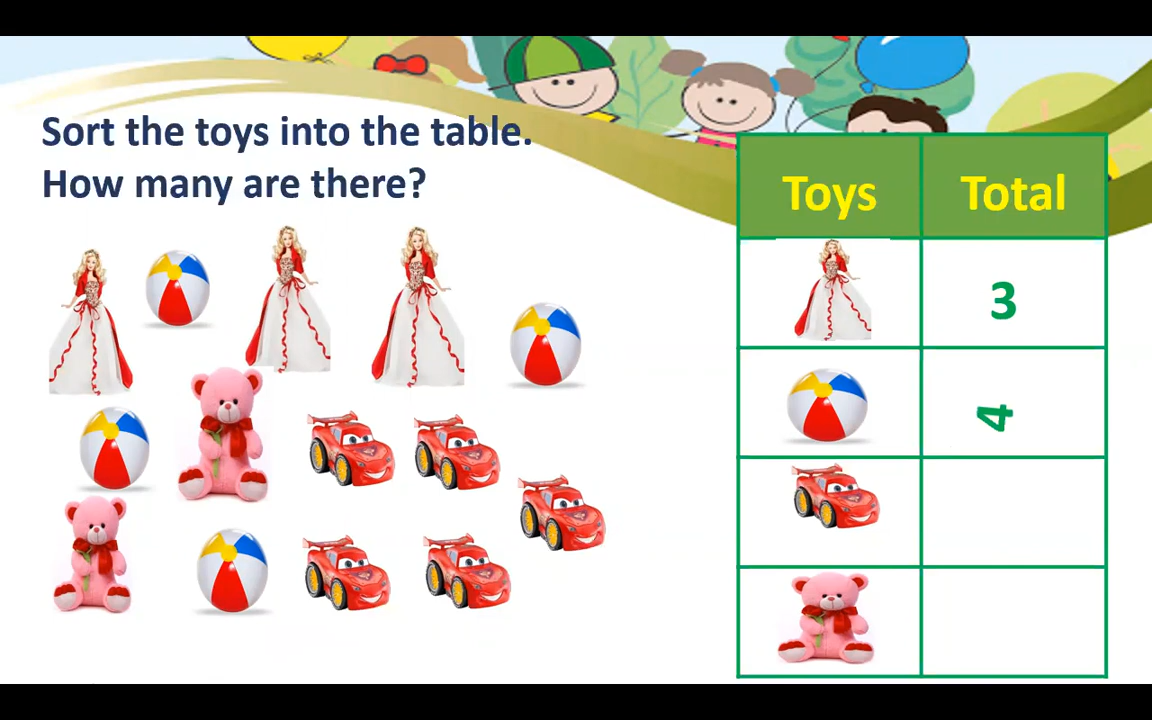 Sort the toys into the table.
How many are there?
Toys Total
3
4